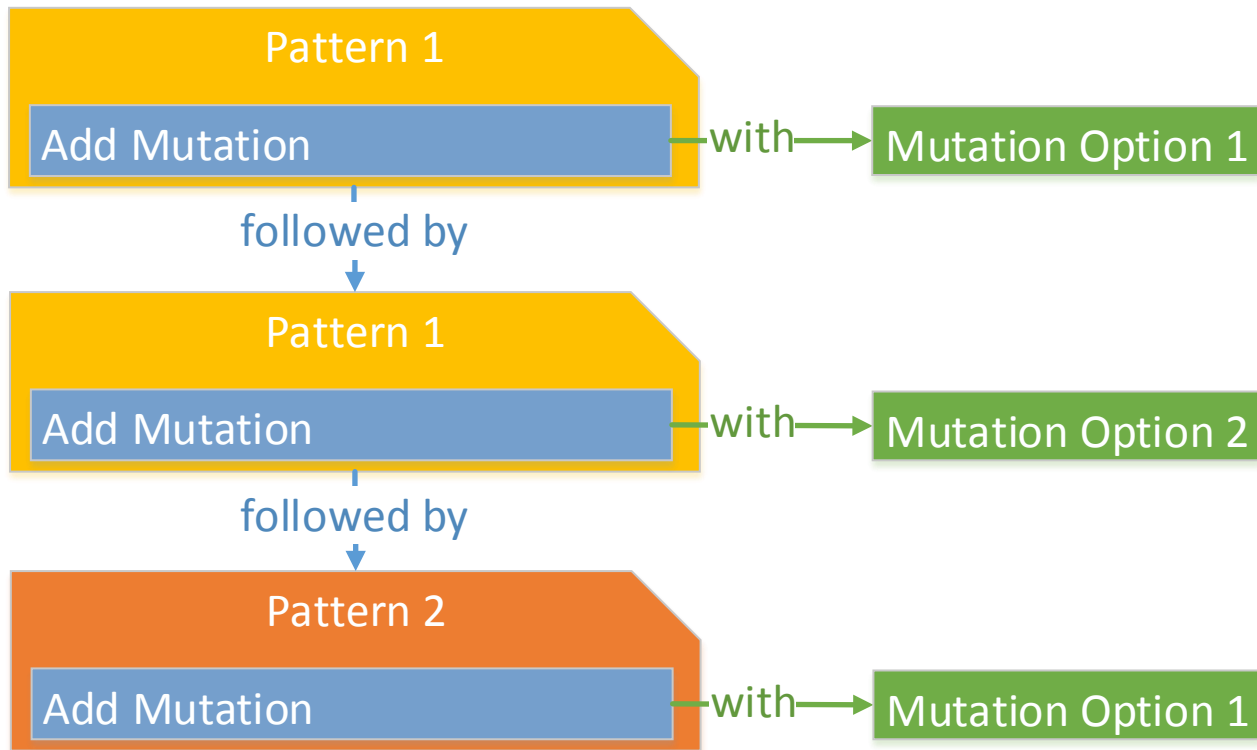 Pattern 1
Add Mutation
with
Mutation Option 1
followed by
Pattern 1
Add Mutation
with
Mutation Option 2
followed by
Pattern 2
Add Mutation
with
Mutation Option 1